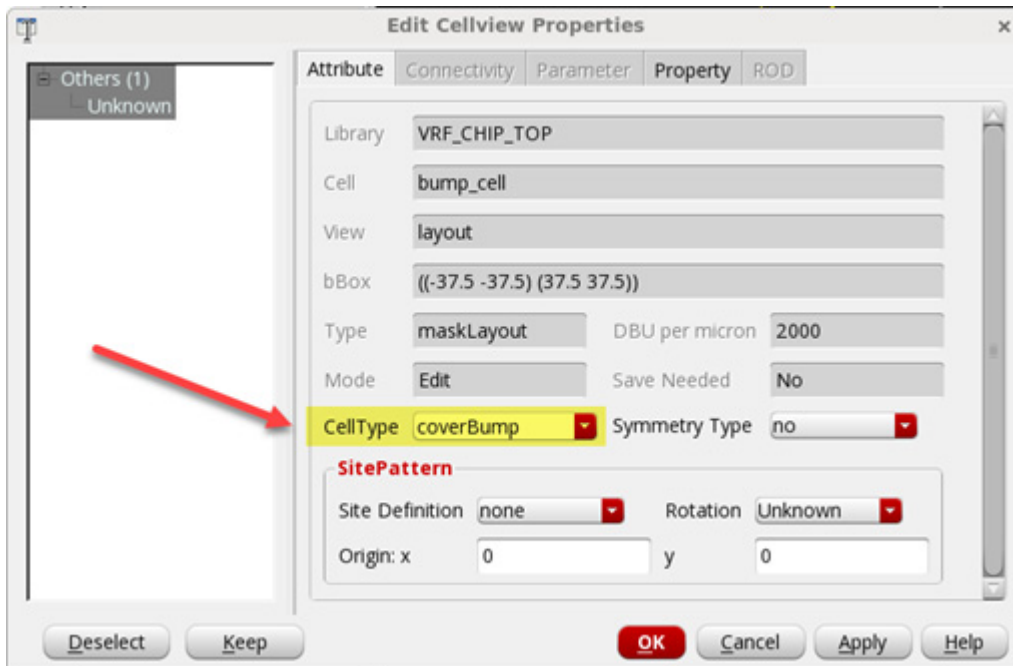 Edit Cellview Properties
Others (1)
Unknown
Attribute Connectivity Parameter Property ROD
Library VRF_CHIP_TOP
Cell bump_cell
View layout
bBox ((-37.5 -37.5) (37.5 37.5))
Type maskLayout DBU per micron 2000
Mode Edit Save Needed No
CellType coverBump Symmetry Type no
SitePattern
Site Definition none Rotation Unknown
Origin: x 0 y 0
Deselect Keep OK Cancel Apply Help